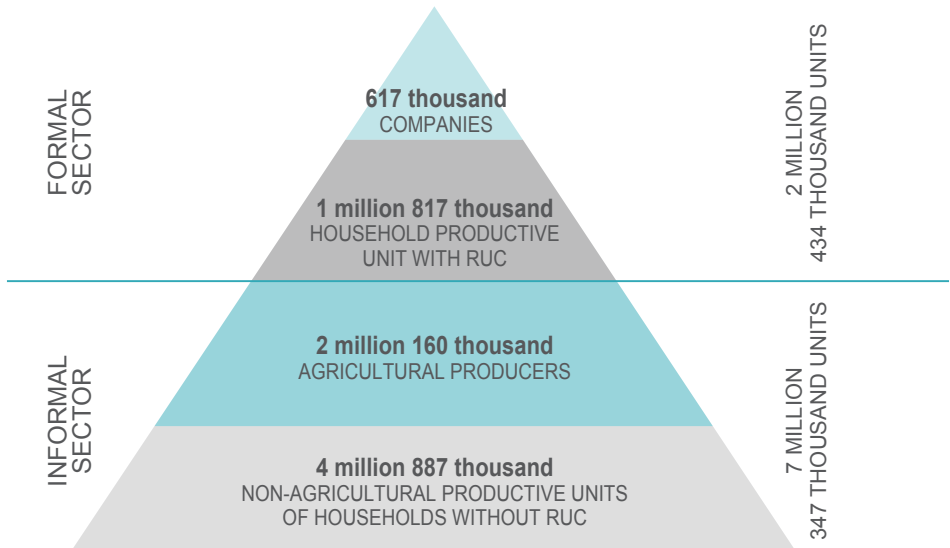 FORMAL
SECTOR
617 thousand
COMPANIES
1 million 817 thousand
HOUSEHOLD PRODUCTIVE
UNIT WITH RUC
2 MILLION
434 THOUSAND UNITS
INFORMAL
SECTOR
2 million 160 thousand
AGRICULTURAL PRODUCERS
4 million 887 thousand
NON-AGRICULTURAL PRODUCTIVE UNITS
OF HOUSEHOLDS WITHOUT RUC
7 MILLION
347 THOUSAND UNITS